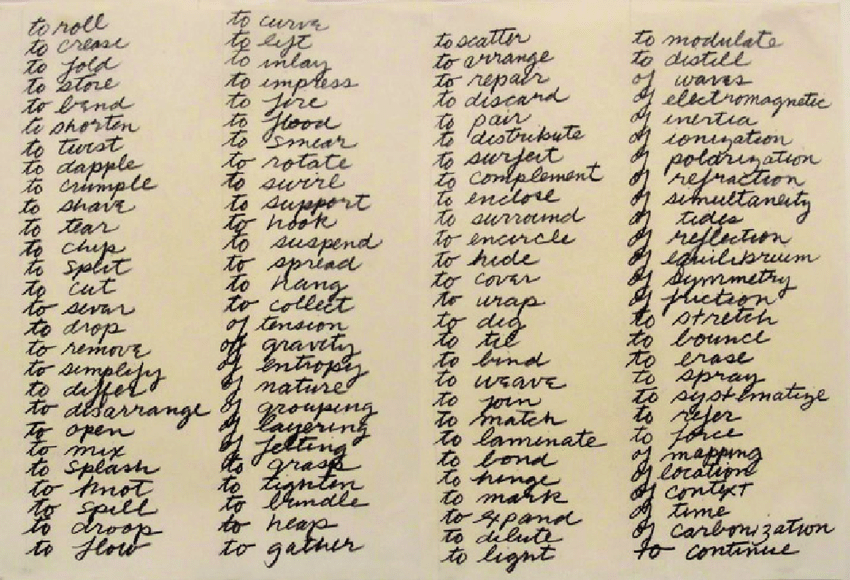 to roll
to crease
to fold
to store
to bend
to shorten
to twist
to dapple
to crumple
to shave
to tear
to chip
to split
to cut
to sever
to drop
to remove
to simplify
to differ
to disarrange
to open
to mix
to splash
to knot
to spill
to droop
to flow
to curve
to lift
to inlay
to impress
to fire
to flood
to smear
to rotate
to swirl
to support
to hook
to suspend
to spread
to hang
to collect
of tension
of gravity
of entropy
of nature
of grouping
of layering
of felting
to grasp
to tighten
to bundle
to heap
to gather
to scatter
to arrange
to repair
to discard
to pair
to distribute
to surfeit
to complement
to enclose
to surround
to encircle
to hide
to cover
to wrap
to dig
to tie
to bind
to weave
to join
to match
to laminate
to bond
to hinge
to mark
to expand
to dilute
to light
to modulate
to distill
of waves
of electromagnetic
of inertia
of ionization
of polarization
of refraction
of simultaneity
of tides
of reflection
of equilibrium
of symmetry
of friction
to stretch
to bounce
to erase
to spray
to systematize
to refer
to force
of mapping
of location
of context
of time
of carbonization
to continue